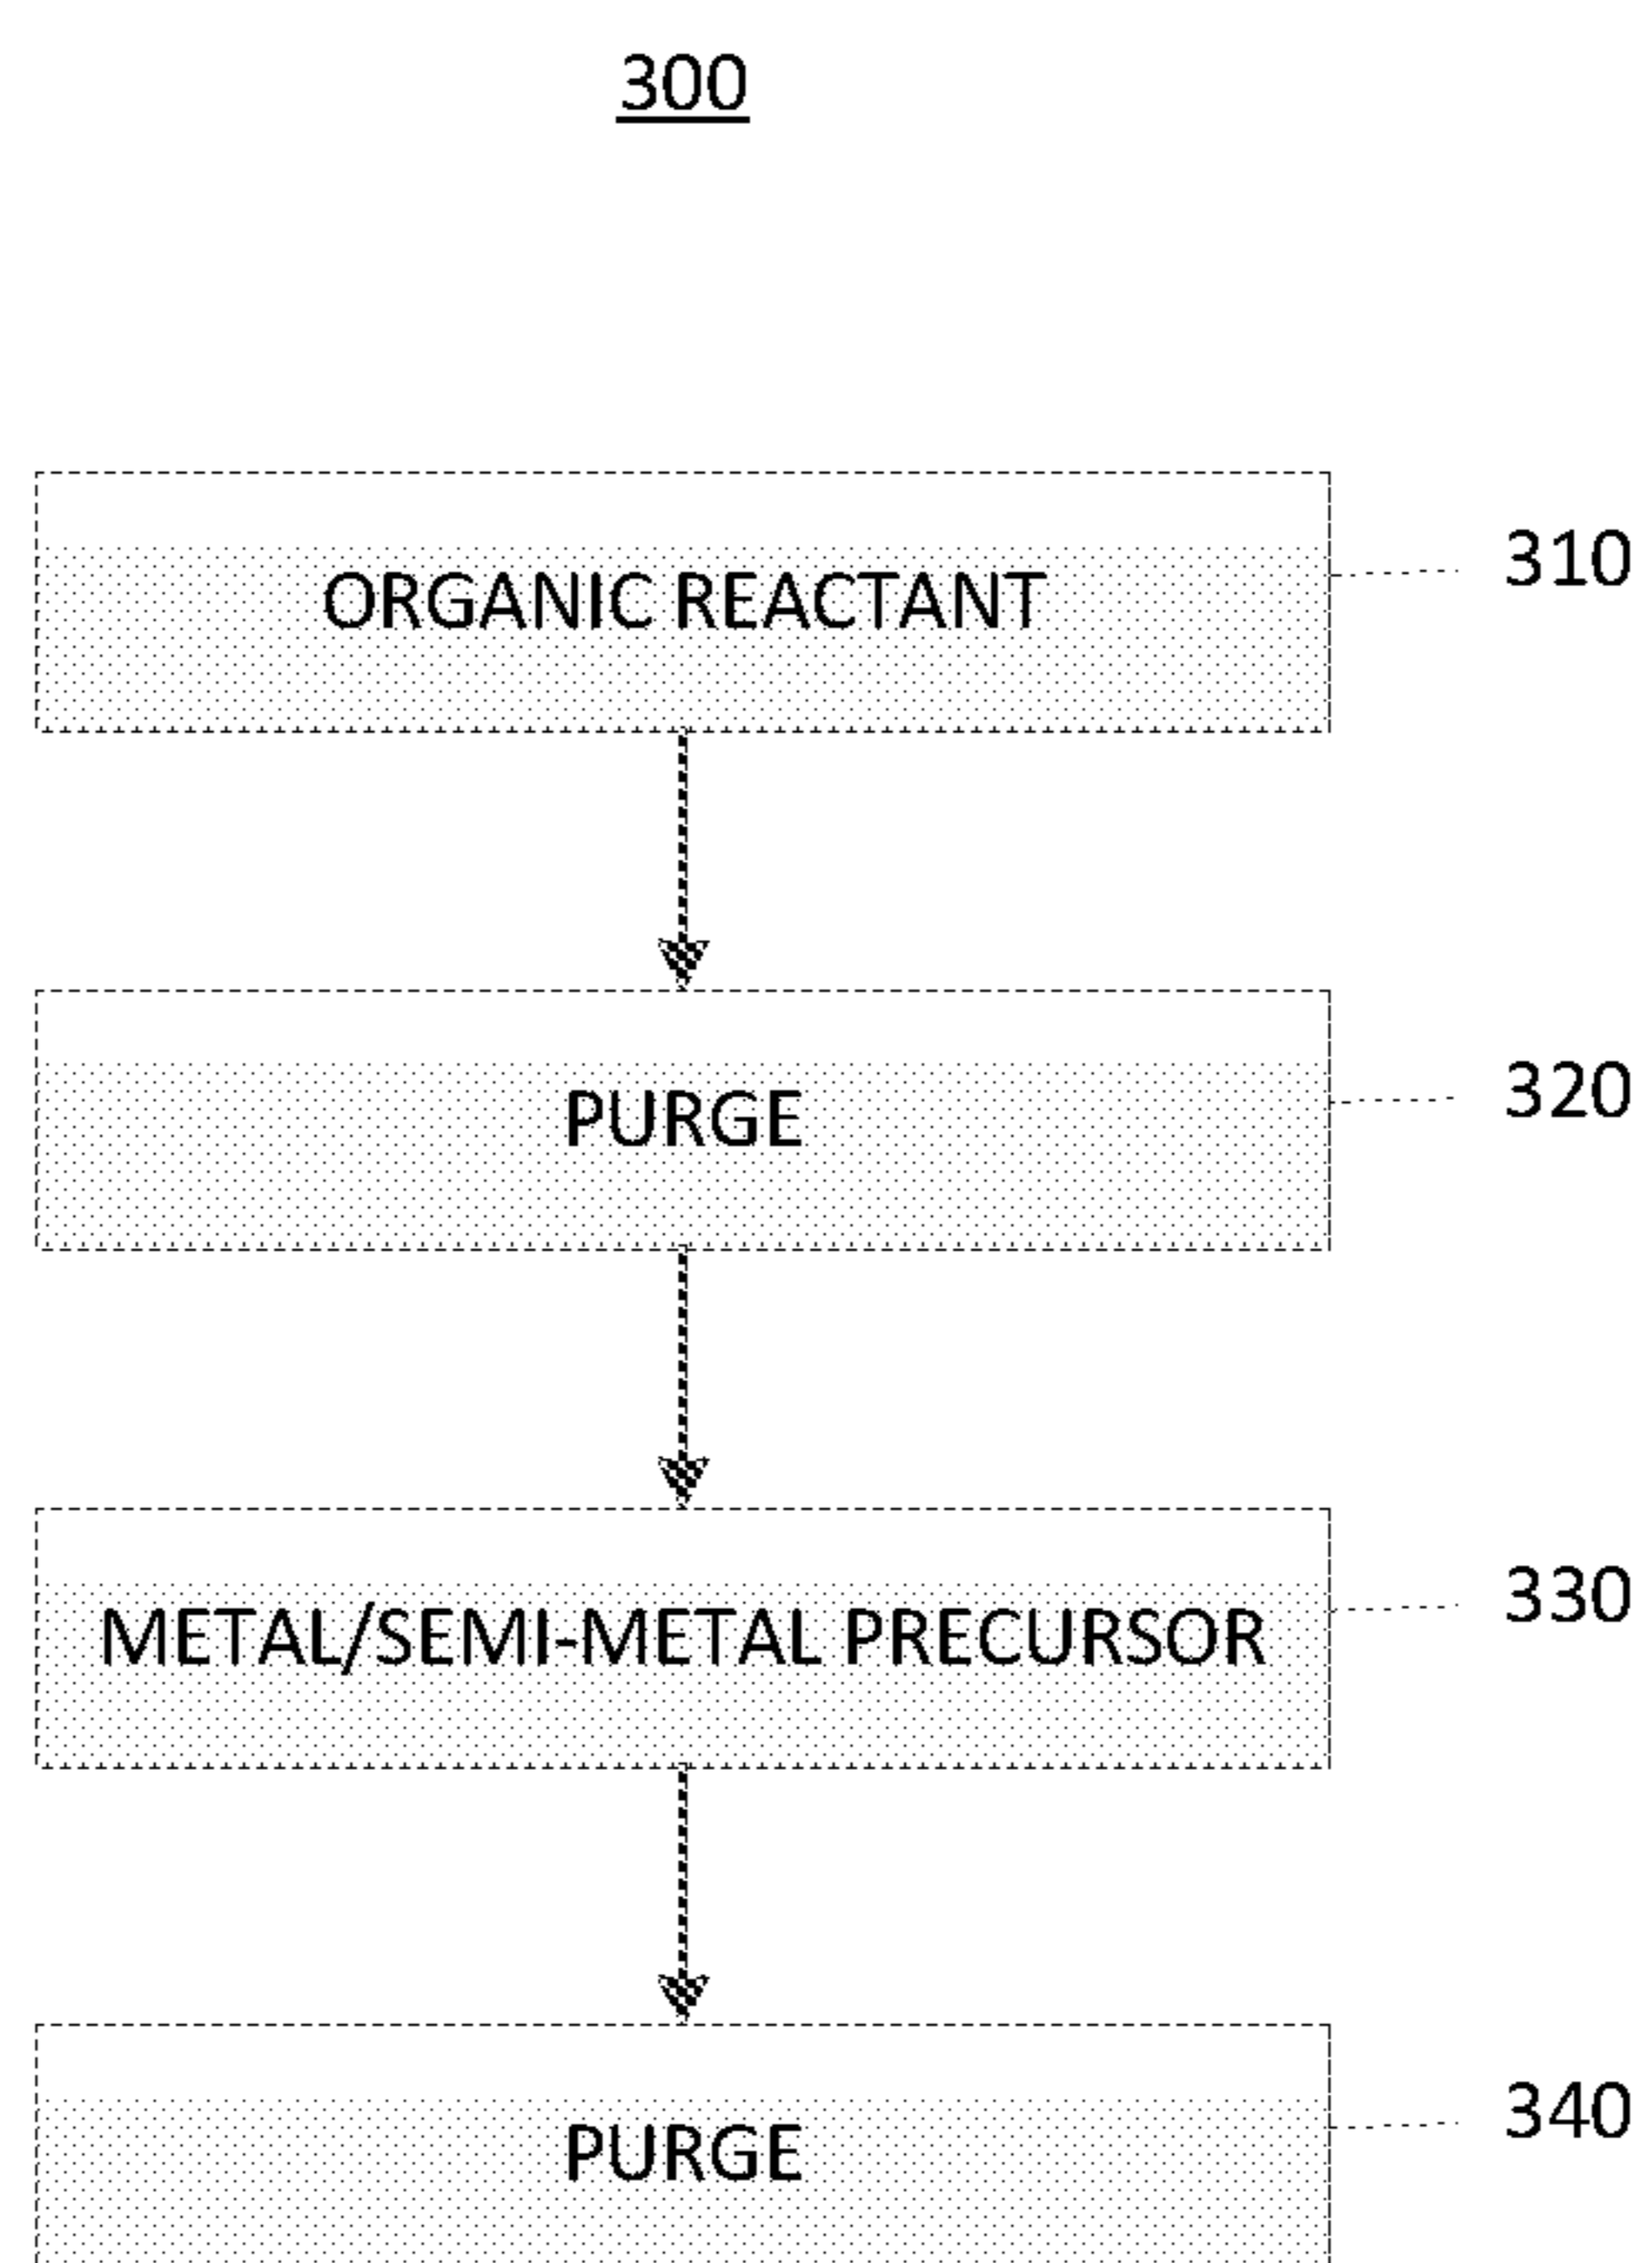 300
ORGANIC REACTANT
310
PURGE
320
METAL/SEMI-METAL PRECURSOR
330
PURGE
340